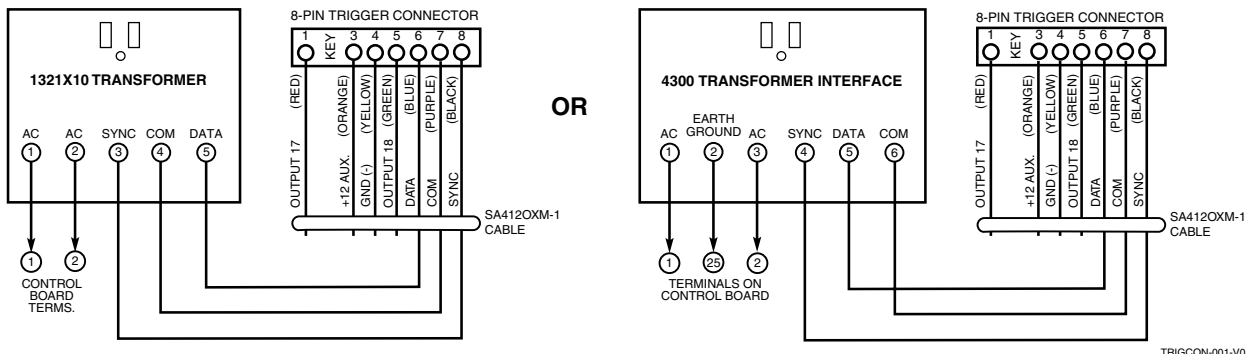 8-PIN TRIGGER CONNECTOR
1 KEY 3 4 5 6 7 8
1321X10 TRANSFORMER
(RED) (ORANGE) (YELLOW) (GREEN) (BLUE) (PURPLE) (BLACK)
AC AC SYNC COM DATA
1 2 3 4 5
OUTPUT 17 +12 AUX. GND (-) OUTPUT 18 DATA COM SYNC
SA412OXM-1
CABLE
1 2
CONTROL
BOARD
TERMS.
OR
8-PIN TRIGGER CONNECTOR
1 KEY 3 4 5 6 7 8
4300 TRANSFORMER INTERFACE
(RED) (ORANGE) (YELLOW) (GREEN) (BLUE) (PURPLE) (BLACK)
AC EARTH GROUND AC SYNC DATA COM
1 2 3 4 5 6
OUTPUT 17 +12 AUX. GND (-) OUTPUT 18 DATA COM SYNC
SA412OXM-1
CABLE
1 25 2
TERMINALS ON
CONTROL BOARD
TRIGCON-001-V0